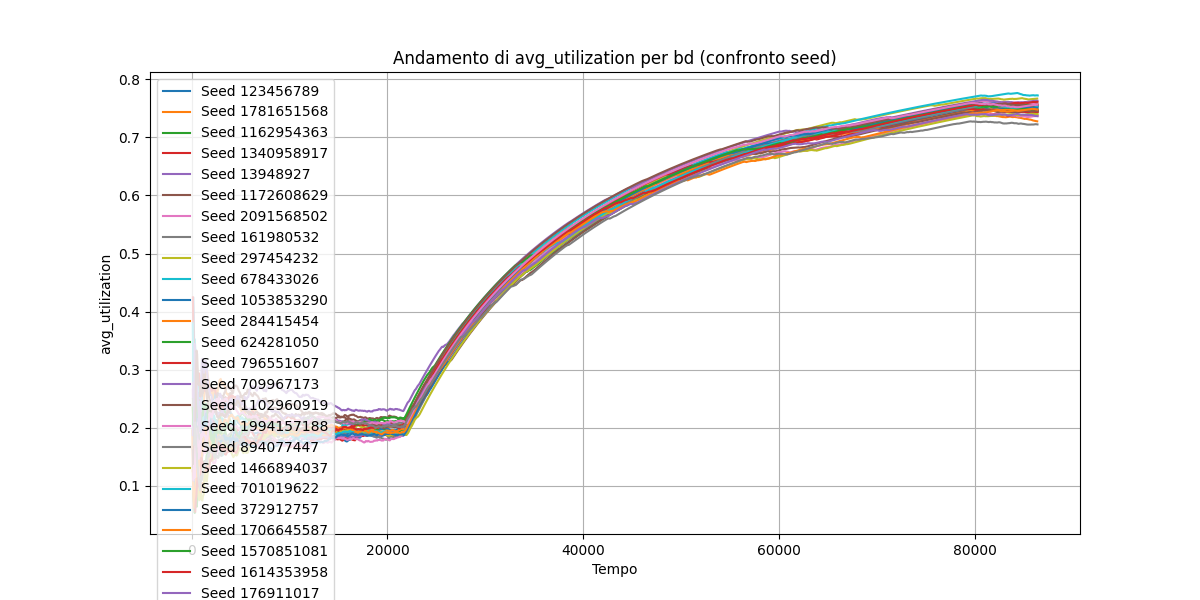 Andamento di avg_utilization per bd (confronto seed)
avg_utilization
0.8
0.7
0.6
0.5
0.4
0.3
0.2
0.1
Seed 123456789
Seed 1781651568
Seed 1162954363
Seed 1340958917
Seed 13948927
Seed 1172608629
Seed 2091568502
Seed 161980532
Seed 297454232
Seed 678433026
Seed 1053853290
Seed 284415454
Seed 624281050
Seed 796551607
Seed 709967173
Seed 1102960919
Seed 1994157188
Seed 894077447
Seed 1466894037
Seed 701019622
Seed 372912757
Seed 1706645587
Seed 1570851081
Seed 1614353958
Seed 176911017
0 20000 40000 60000 80000
Tempo